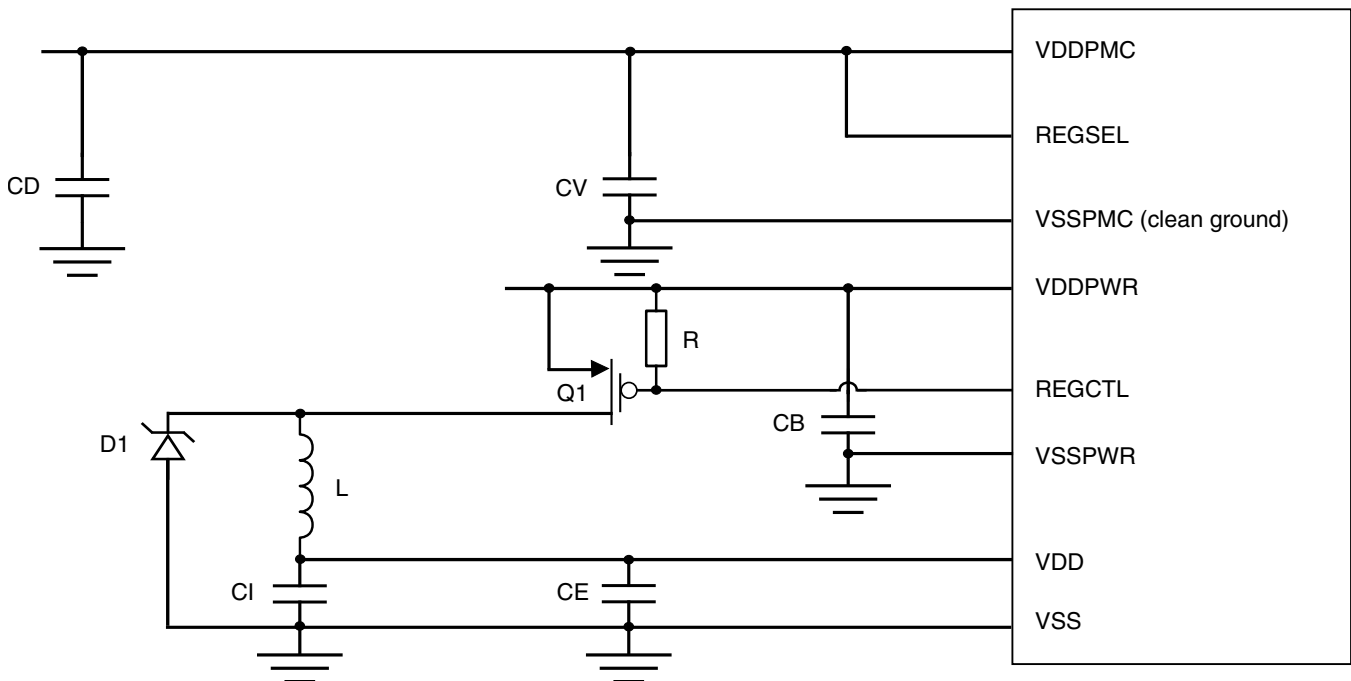 VDDPMC
REGSEL
CD
CV
VSSPMC (clean ground)
VDDPWR
R
Q1
REGCTL
CB
D1
VSSPWR
L
VDD
CI
CE
VSS